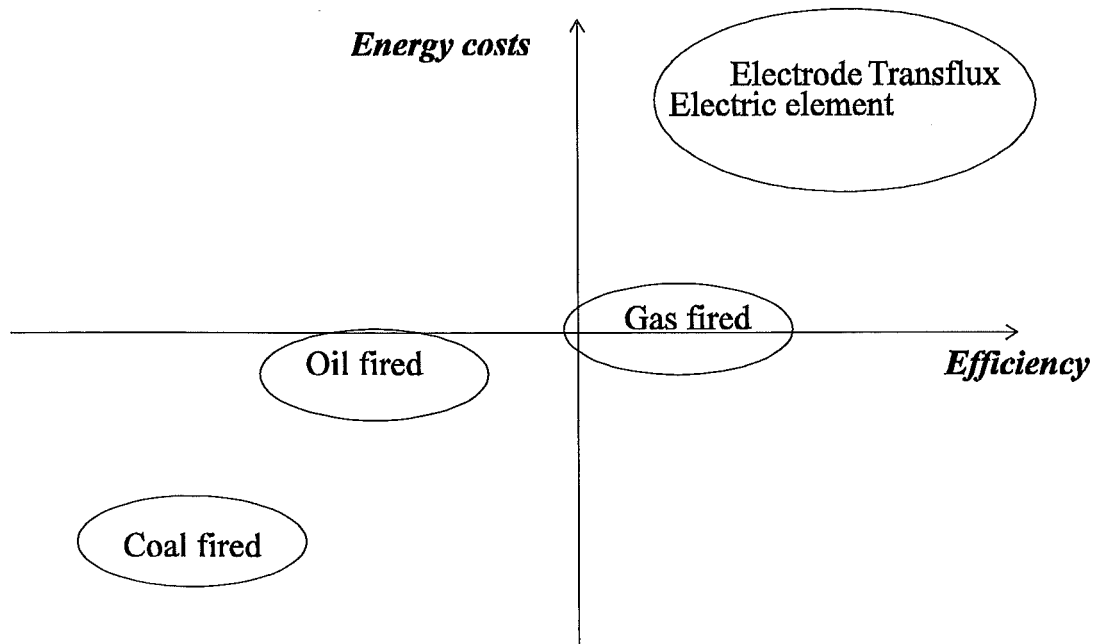 Energy costs
Electrode Transflux
Electric element
Gas fired
Efficiency
Oil fired
Coal fired